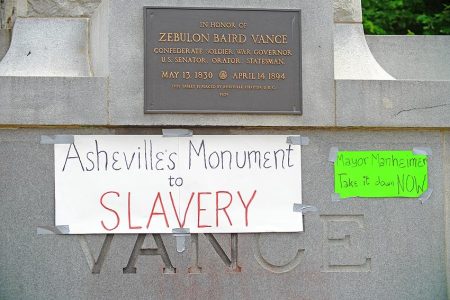 IN HONOR OF
ZEBULON BAIRD VANCE
CONFEDERATE SOLDIER, WAR GOVERNOR
U.S. SENATOR, ORATOR, STATESMAN.
MAY 13, 1830 APRIL 14, 1894
Asheville's Monument
to
SLAVERY
Mayor Manheimer
Take it down NOW
VANCE